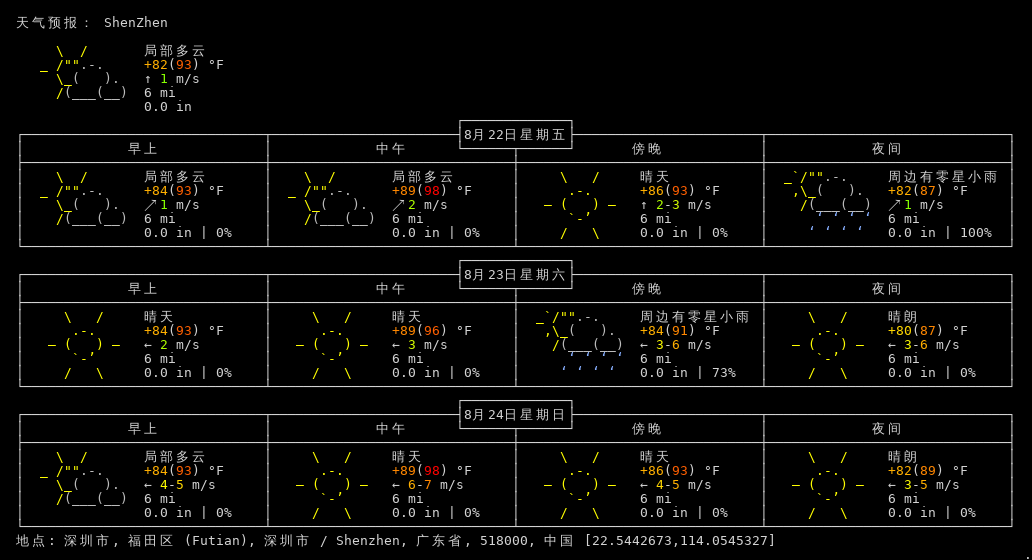 天气预报： ShenZhen
局部多云
+82(93) °F
↑ 1 m/s
6 mi
0.0 in
8月22日星期五
早上 中午 傍晚 夜间
局部多云 局部多云 晴天 周边有零星小雨
+84(93) °F +89(98) °F +86(93) °F +82(87) °F
↗1 m/s ↗2 m/s ↑ 2-3 m/s ↗1 m/s
6 mi 6 mi 6 mi 6 mi
0.0 in | 0% 0.0 in | 0% 0.0 in | 0% 0.0 in | 100%
8月23日星期六
早上 中午 傍晚 夜间
晴天 晴天 周边有零星小雨 晴朗
+84(93) °F +89(96) °F +84(91) °F +80(87) °F
← 2 m/s ← 3 m/s ← 3-6 m/s ← 3-6 m/s
6 mi 6 mi 6 mi 6 mi
0.0 in | 0% 0.0 in | 0% 0.0 in | 73% 0.0 in | 0%
8月24日星期日
早上 中午 傍晚 夜间
局部多云 晴天 晴天 晴朗
+84(93) °F +89(98) °F +86(93) °F +82(89) °F
← 4-5 m/s ← 6-7 m/s ← 4-5 m/s ← 3-5 m/s
6 mi 6 mi 6 mi 6 mi
0.0 in | 0% 0.0 in | 0% 0.0 in | 0% 0.0 in | 0%
地点: 深圳市, 福田区 (Futian), 深圳市 / Shenzhen, 广东省, 518000, 中国 [22.5442673,114.0545327]